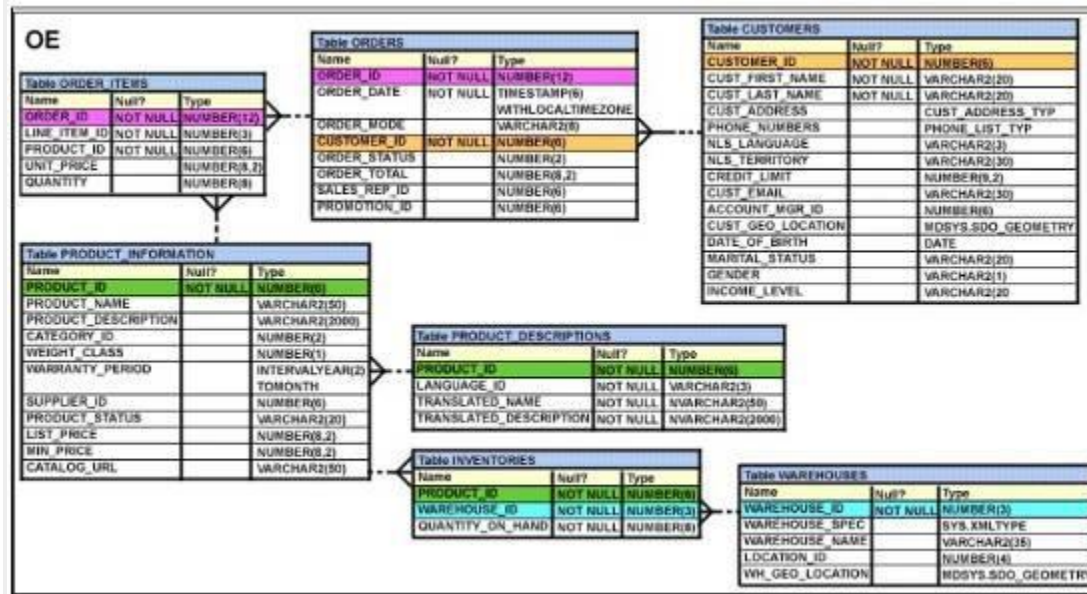 OE
Table ORDER_ITEMS
Name Null? Type
ORDER_ID NOT NULL NUMBER(12)
LINE_ITEM_ID NOT NULL NUMBER(3)
PRODUCT_ID NOT NULL NUMBER(6)
UNIT_PRICE NUMBER(8,2)
QUANTITY NUMBER(8)
Table ORDERS
Name Null? Type
ORDER_ID NOT NULL NUMBER(12)
ORDER_DATE NOT NULL TIMESTAMP(6)
WITHLOCALTIMEZONE
ORDER_MODE VARCHAR2(8)
CUSTOMER_ID NOT NULL NUMBER(6)
ORDER_STATUS NUMBER(2)
ORDER_TOTAL NUMBER(8,2)
SALES_REP_ID NUMBER(6)
PROMOTION_ID NUMBER(6)
Table CUSTOMERS
Name Null? Type
CUSTOMER_ID NOT NULL NUMBER(6)
CUST_FIRST_NAME NOT NULL VARCHAR2(20)
CUST_LAST_NAME NOT NULL VARCHAR2(20)
CUST_ADDRESS CUST_ADDRESS_TYP
PHONE_NUMBERS PHONE_LIST_TYP
NLS_LANGUAGE VARCHAR2(3)
NLS_TERRITORY VARCHAR2(30)
CREDIT_LIMIT NUMBER(9,2)
CUST_EMAIL VARCHAR2(30)
ACCOUNT_MGR_ID NUMBER(6)
CUST_GEO_LOCATION MDSYS.SDO_GEOMETRY
DATE_OF_BIRTH DATE
MARITAL_STATUS VARCHAR2(20)
GENDER VARCHAR2(1)
INCOME_LEVEL VARCHAR2(20
Table PRODUCT_INFORMATION
Name Null? Type
PRODUCT_ID NOT NULL NUMBER(6)
PRODUCT_NAME VARCHAR2(50)
PRODUCT_DESCRIPTION VARCHAR2(2000)
CATEGORY_ID NUMBER(2)
WEIGHT_CLASS NUMBER(1)
WARRANTY_PERIOD INTERVALYEAR(2)
TOMONTH
SUPPLIER_ID NUMBER(6)
PRODUCT_STATUS VARCHAR2(20)
LIST_PRICE NUMBER(8,2)
MIN_PRICE NUMBER(8,2)
CATALOG_URL VARCHAR2(50)
Table PRODUCT_DESCRIPTIONS
Name Null? Type
PRODUCT_ID NOT NULL NUMBER(6)
LANGUAGE_ID NOT NULL VARCHAR2(3)
TRANSLATED_NAME NOT NULL NVARCHAR2(50)
TRANSLATED_DESCRIPTION NOT NULL NVARCHAR2(2000)
Table INVENTORIES
Name Null? Type
PRODUCT_ID NOT NULL NUMBER(6)
WAREHOUSE_ID NOT NULL NUMBER(3)
QUANTITY_ON_HAND NOT NULL NUMBER(8)
Table WAREHOUSES
Name Null? Type
WAREHOUSE_ID NOT NULL NUMBER(3)
WAREHOUSE_SPEC SYS.XMLTYPE
WAREHOUSE_NAME VARCHAR2(35)
LOCATION_ID NUMBER(4)
WH_GEO_LOCATION MDSYS.SDO_GEOMETRY